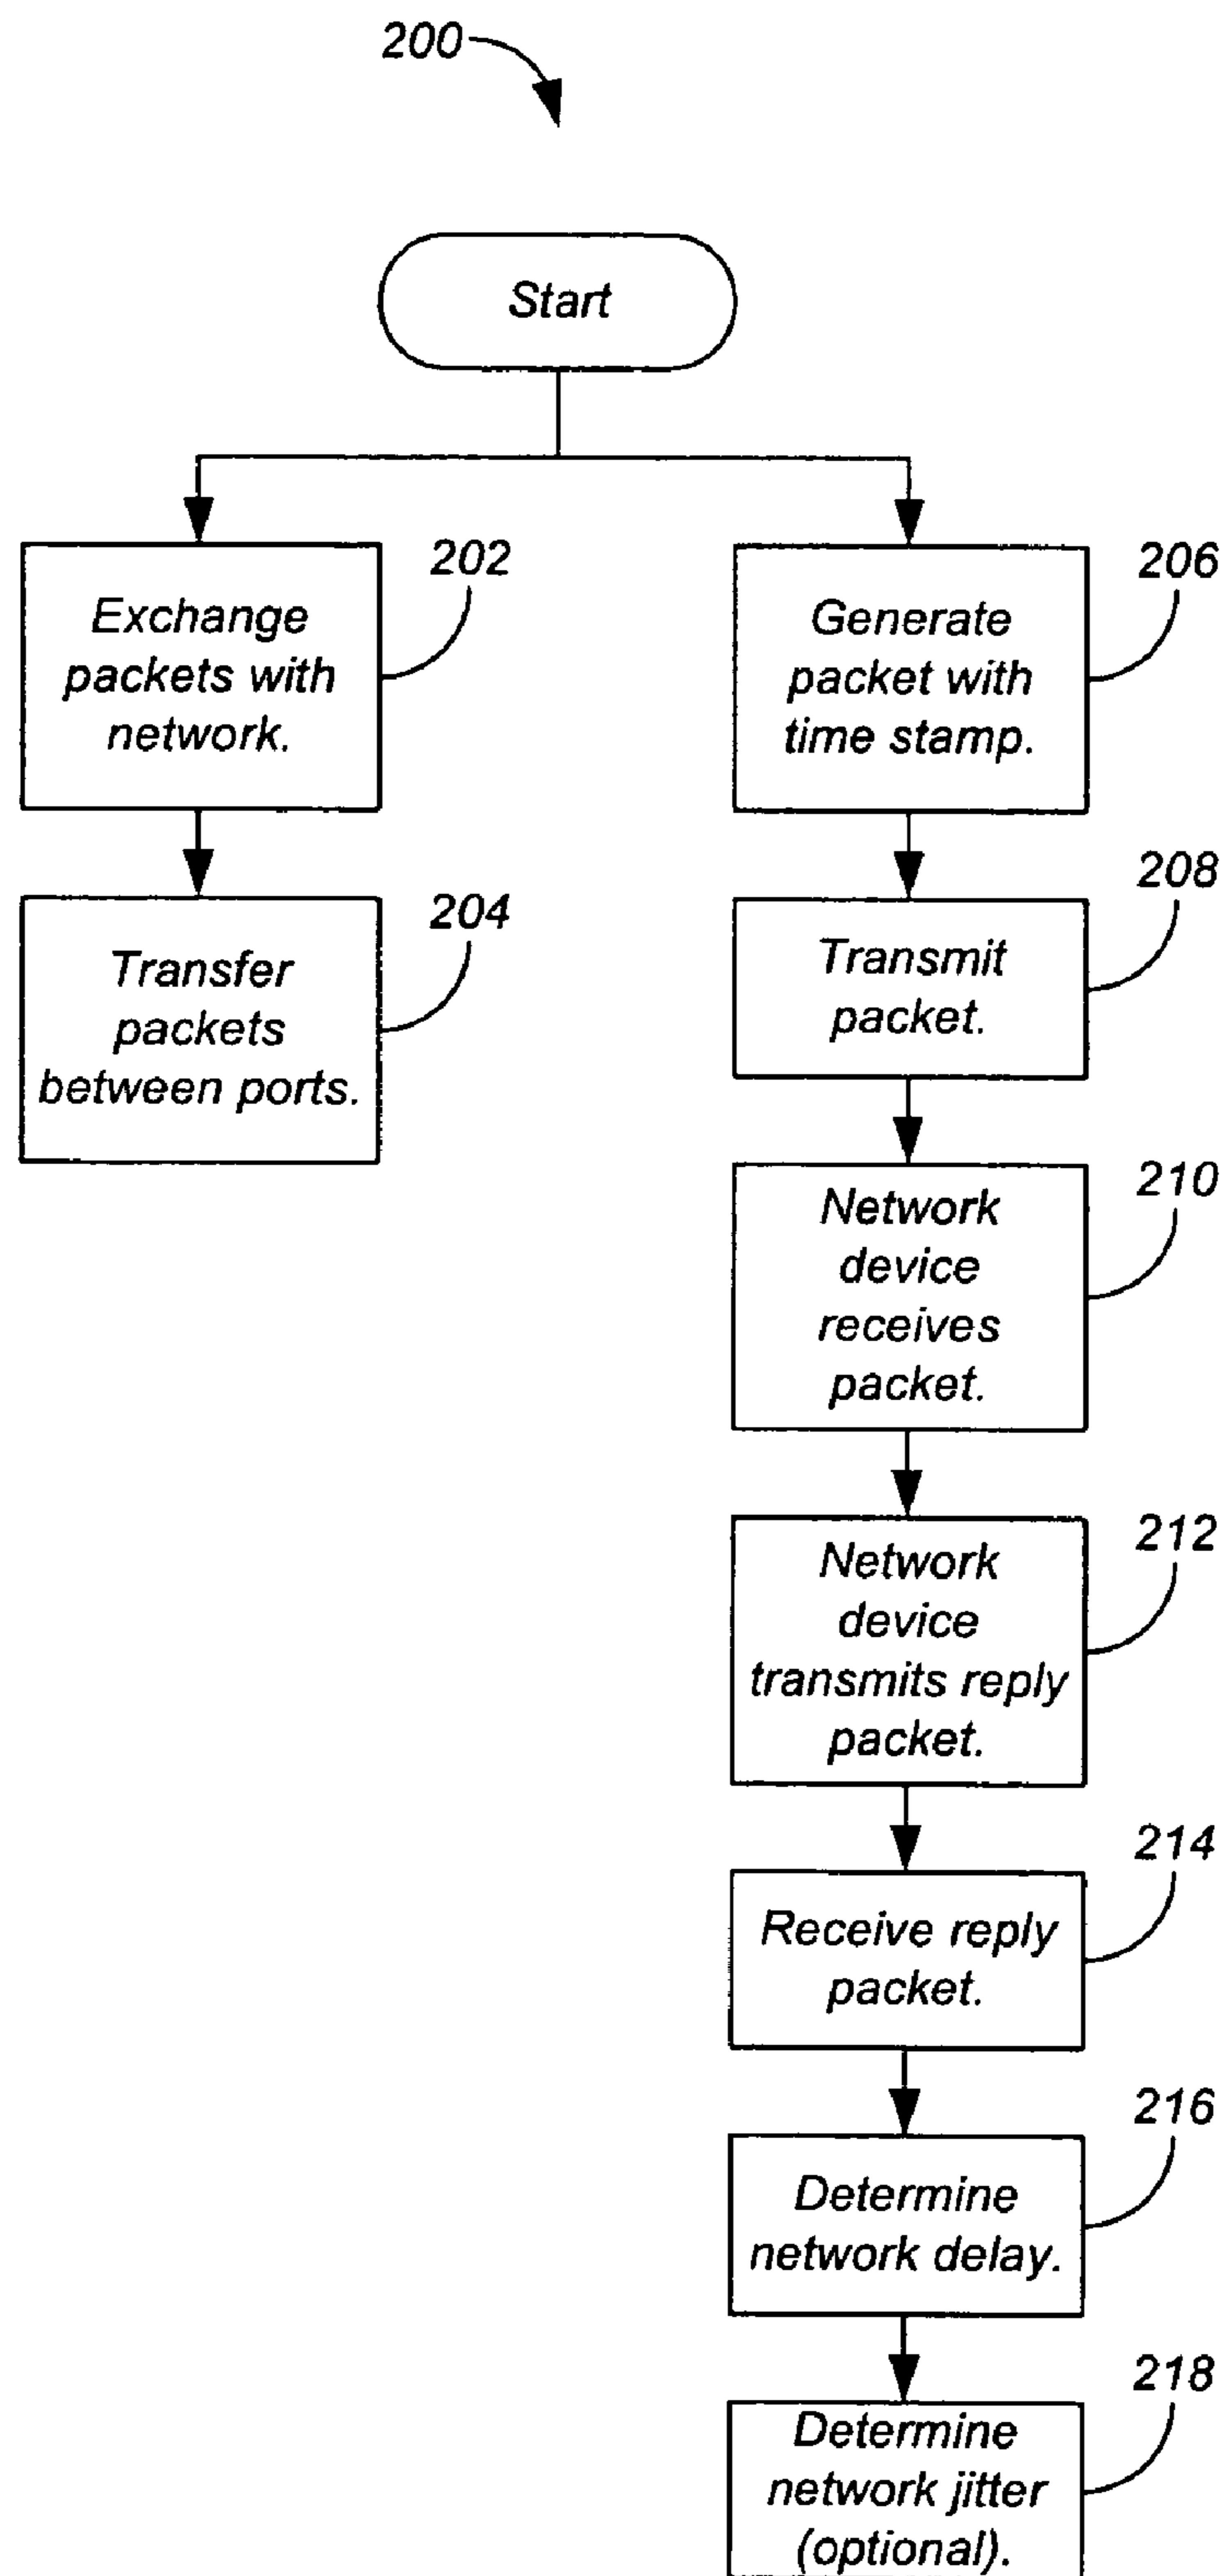 200
Start
202
Exchange
packets with
network.
204
Transfer
packets
between ports.
206
Generate
packet with
time stamp.
208
Transmit
packet.
210
Network
device
receives
packet.
212
Network
device
transmits reply
packet.
214
Receive reply
packet.
216
Determine
network delay.
218
Determine
network jitter
(optional).